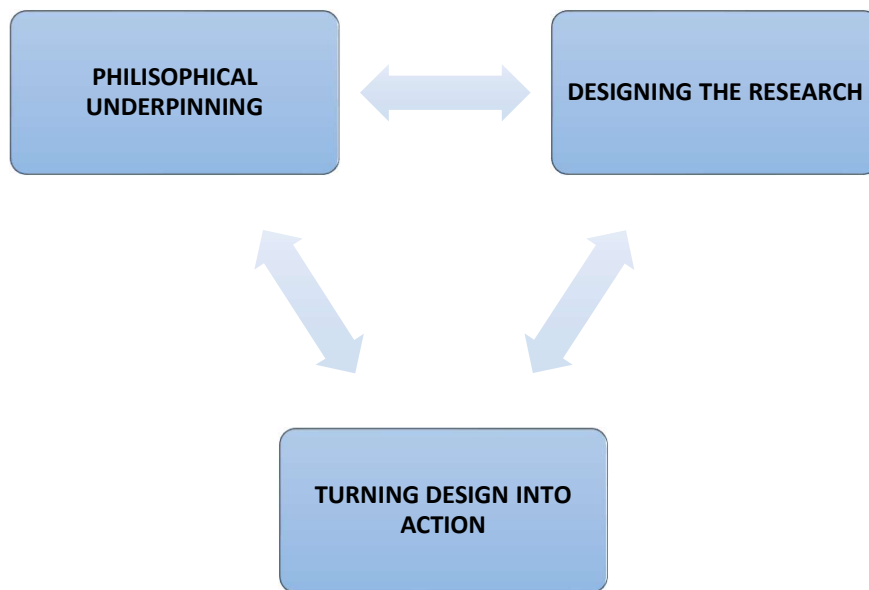 PHILISOPHICAL
UNDERPINNING
DESIGNING THE RESEARCH
TURNING DESIGN INTO
ACTION